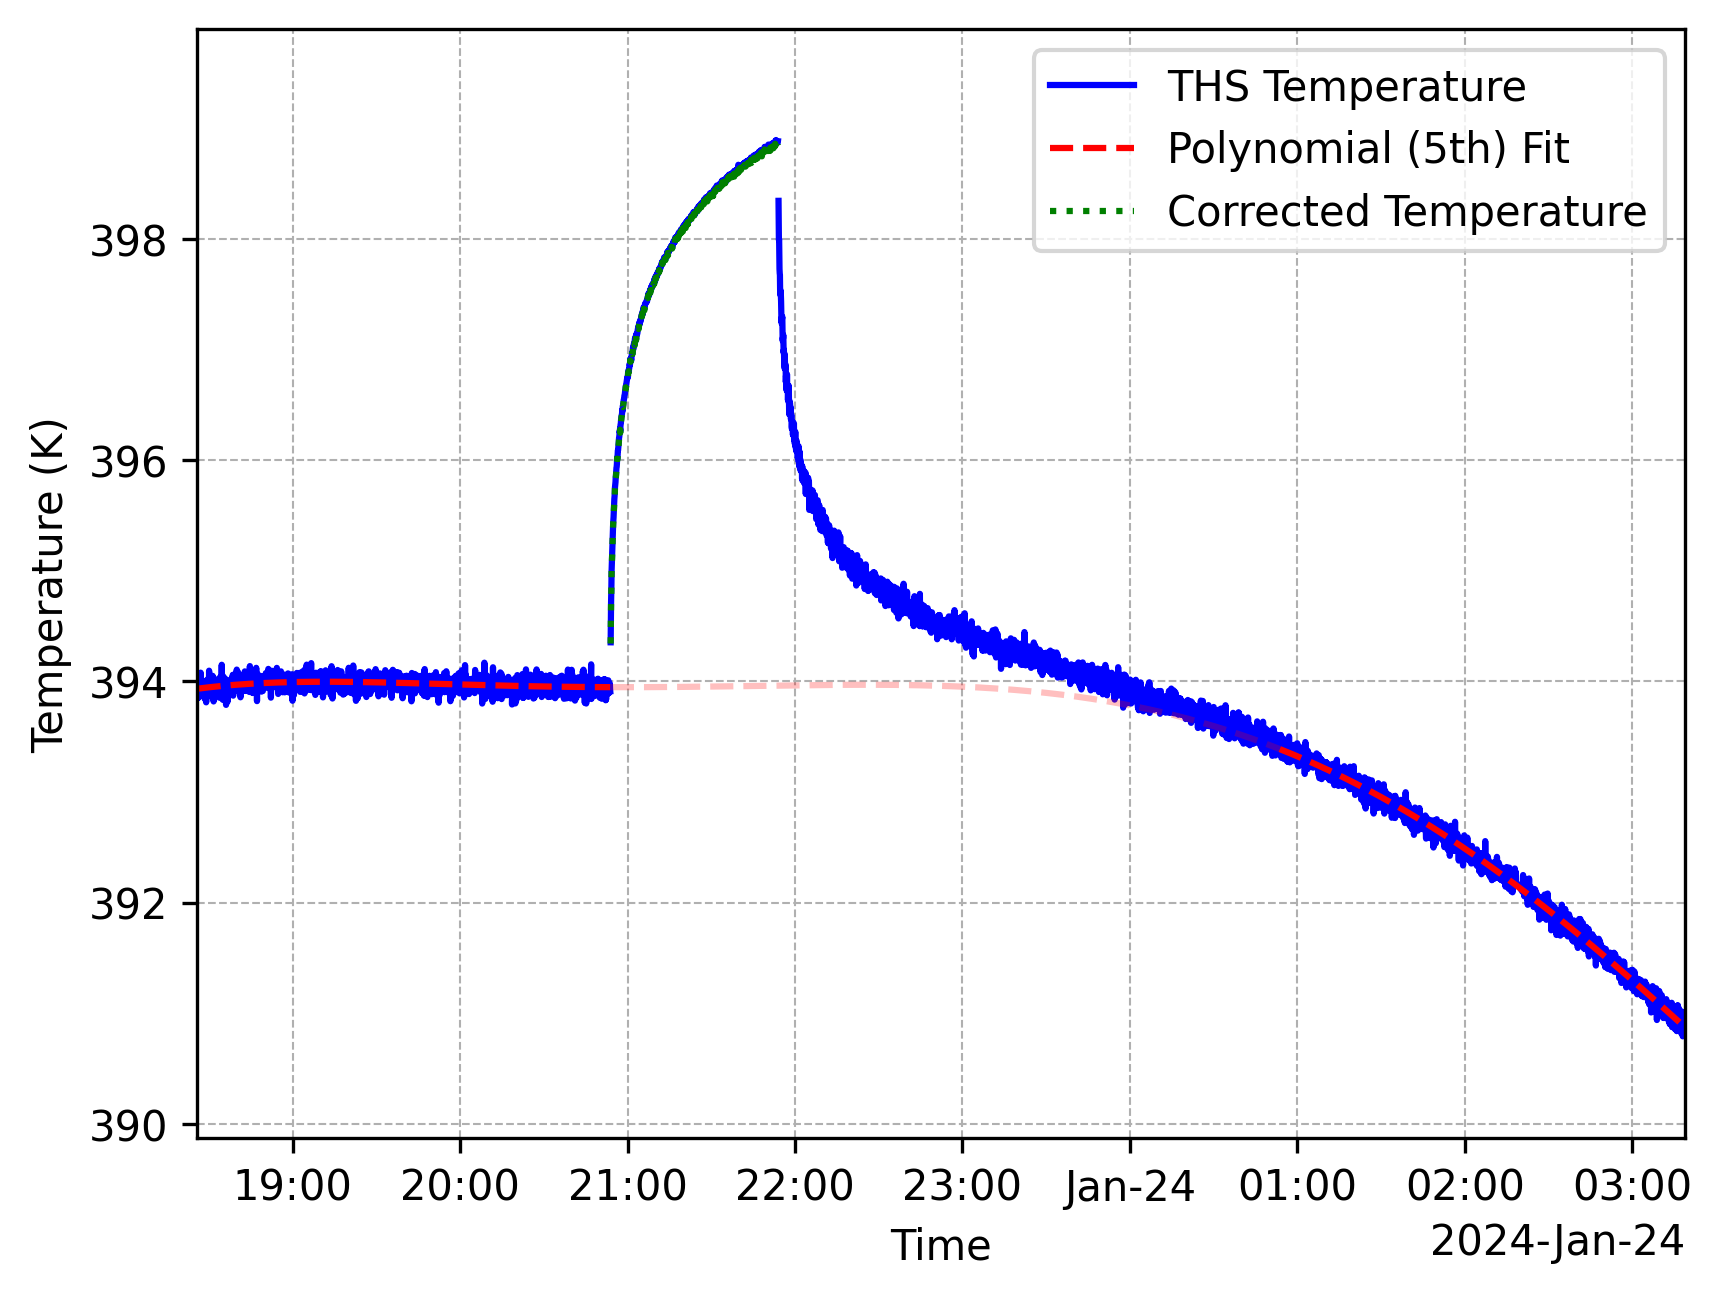 THS Temperature
Polynomial (5th) Fit
Corrected Temperature
398
396
394
392
390
Temperature (K)
19:00 20:00 21:00 22:00 23:00 Jan-24 01:00 02:00 03:00
Time
2024-Jan-24